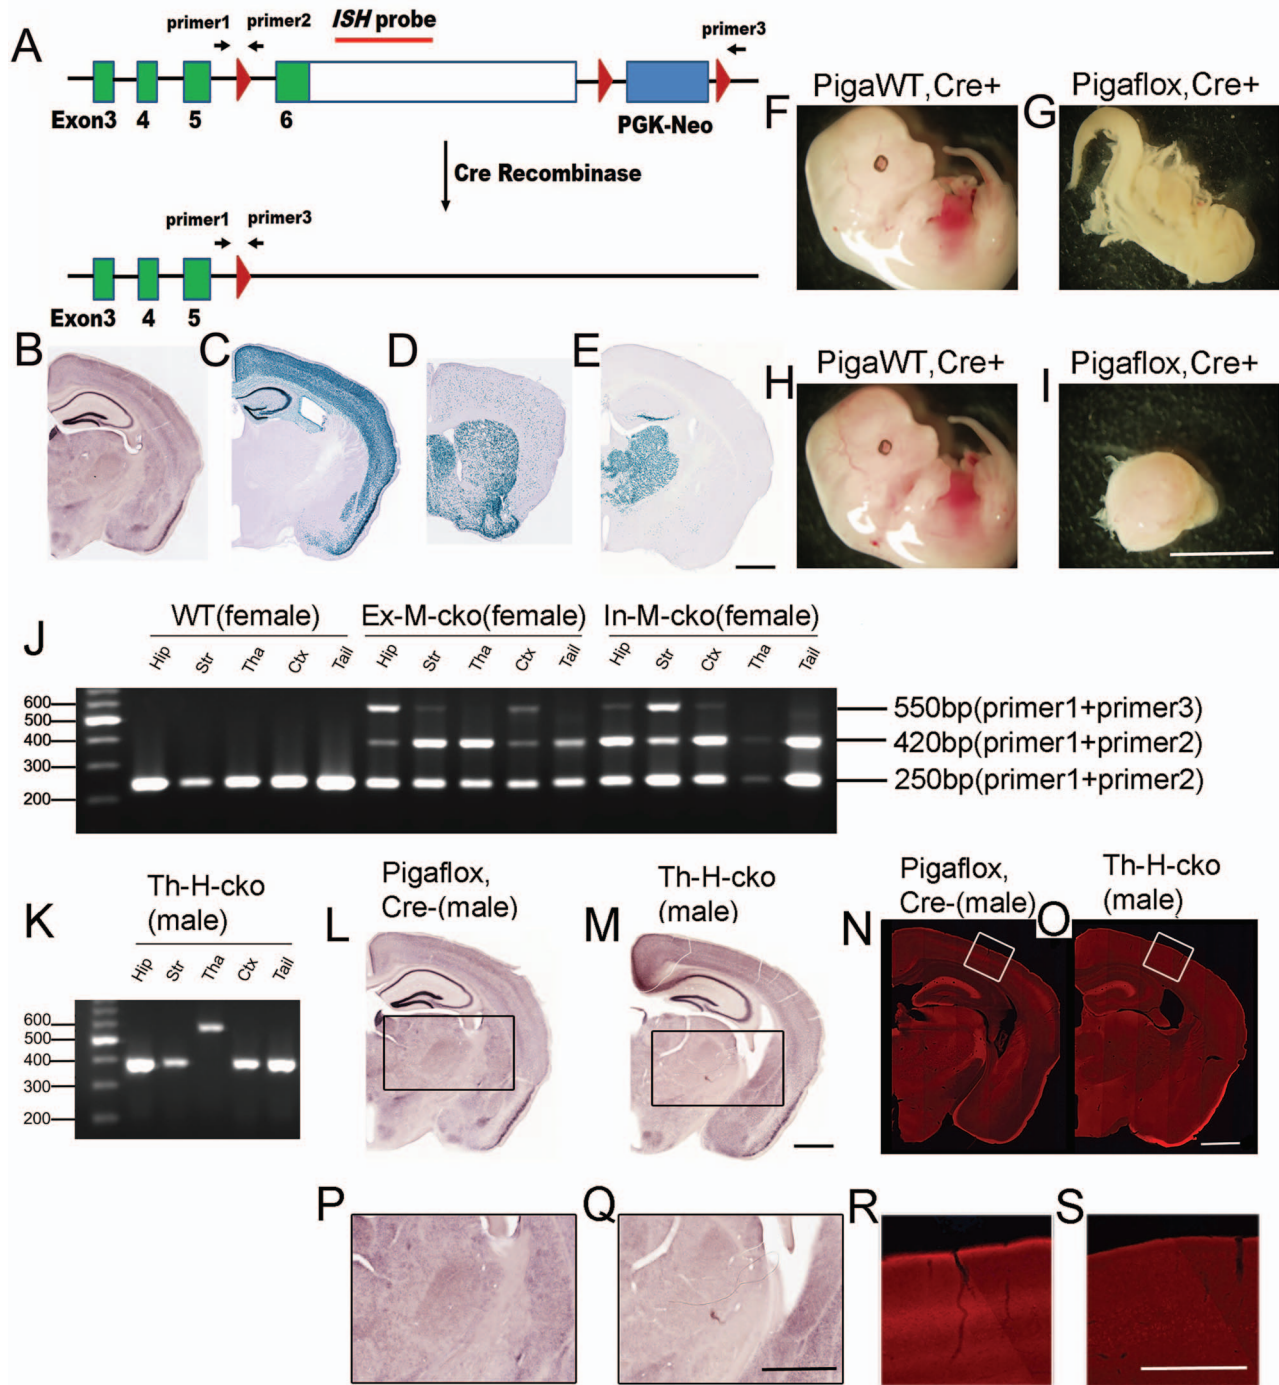 A
primer1 primer2 ISH probe primer3
Exon3 4 5 6 PGK-Neo
Cre Recombinase
primer1 primer3
Exon3 4 5
B C D E
F PigaWT,Cre+
G Pigaflox,Cre+
H PigaWT,Cre+
I Pigaflox,Cre+
J
WT(female) Ex-M-cko(female) In-M-cko(female)
Hip Str Tha Ctx Tail Hip Str Tha Ctx Tail Hip Str Ctx Tha Tail
600
500
400
300
200
550bp(primer1+primer3)
420bp(primer1+primer2)
250bp(primer1+primer2)
K
Th-H-cko
(male)
Hip Str Tha Ctx Tail
600
500
400
300
200
L
Pigaflox,
Cre-(male)
M
Th-H-cko
(male)
N
Pigaflox,
Cre-(male)
O
Th-H-cko
(male)
P Q R S